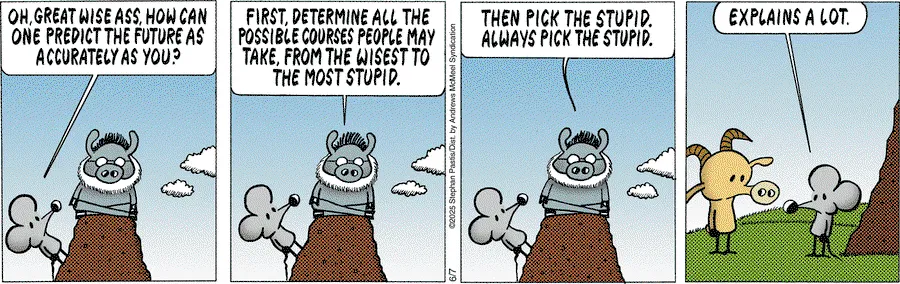 OH, GREAT WISE ASS, HOW CAN
ONE PREDICT THE FUTURE AS
ACCURATELY AS YOU?
FIRST, DETERMINE ALL THE
POSSIBLE COURSES PEOPLE MAY
TAKE, FROM THE WISEST TO
THE MOST STUPID.
©2025 Stephan Pastis/Dist. by Andrews McMeel Syndication
6/7
THEN PICK THE STUPID.
ALWAYS PICK THE STUPID.
EXPLAINS A LOT.